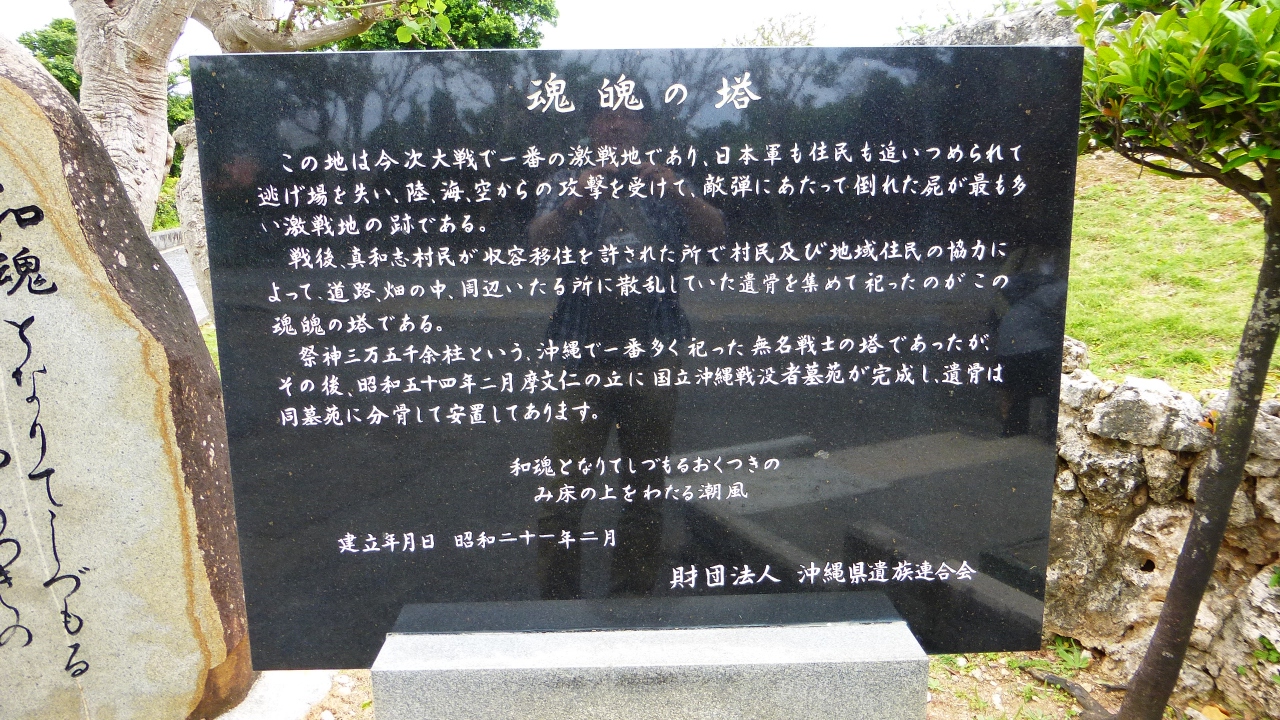 魂魄の塔
この地は今次大戦で一番の激戦地であり、日本軍も住民も追いつめられて
逃げ場を失い、陸、海、空からの攻撃を受けて、敵弾にあたって倒れた屍が最も多
い激戦地の跡である。
戦後、真和志村民が収容移住を許された所で村民及び地域住民の協力に
よって、道路、畑の中、周辺いたる所に散乱していた遺骨を集めて祀ったのがこの
魂魄の塔である。
祭神三万五千余柱という、沖縄で一番多く祀った無名戦士の塔であったが、
その後、昭和五十四年二月摩文仁の丘に国立沖縄戦没者墓苑が完成し、遺骨は
同墓苑に分骨して安置してあります。
和魂となりてしづもるおくつきの
み床の上をわたる潮風
建立年月日 昭和二十一年二月
財団法人 沖縄県遺族連合会
和魂となりてしづもる